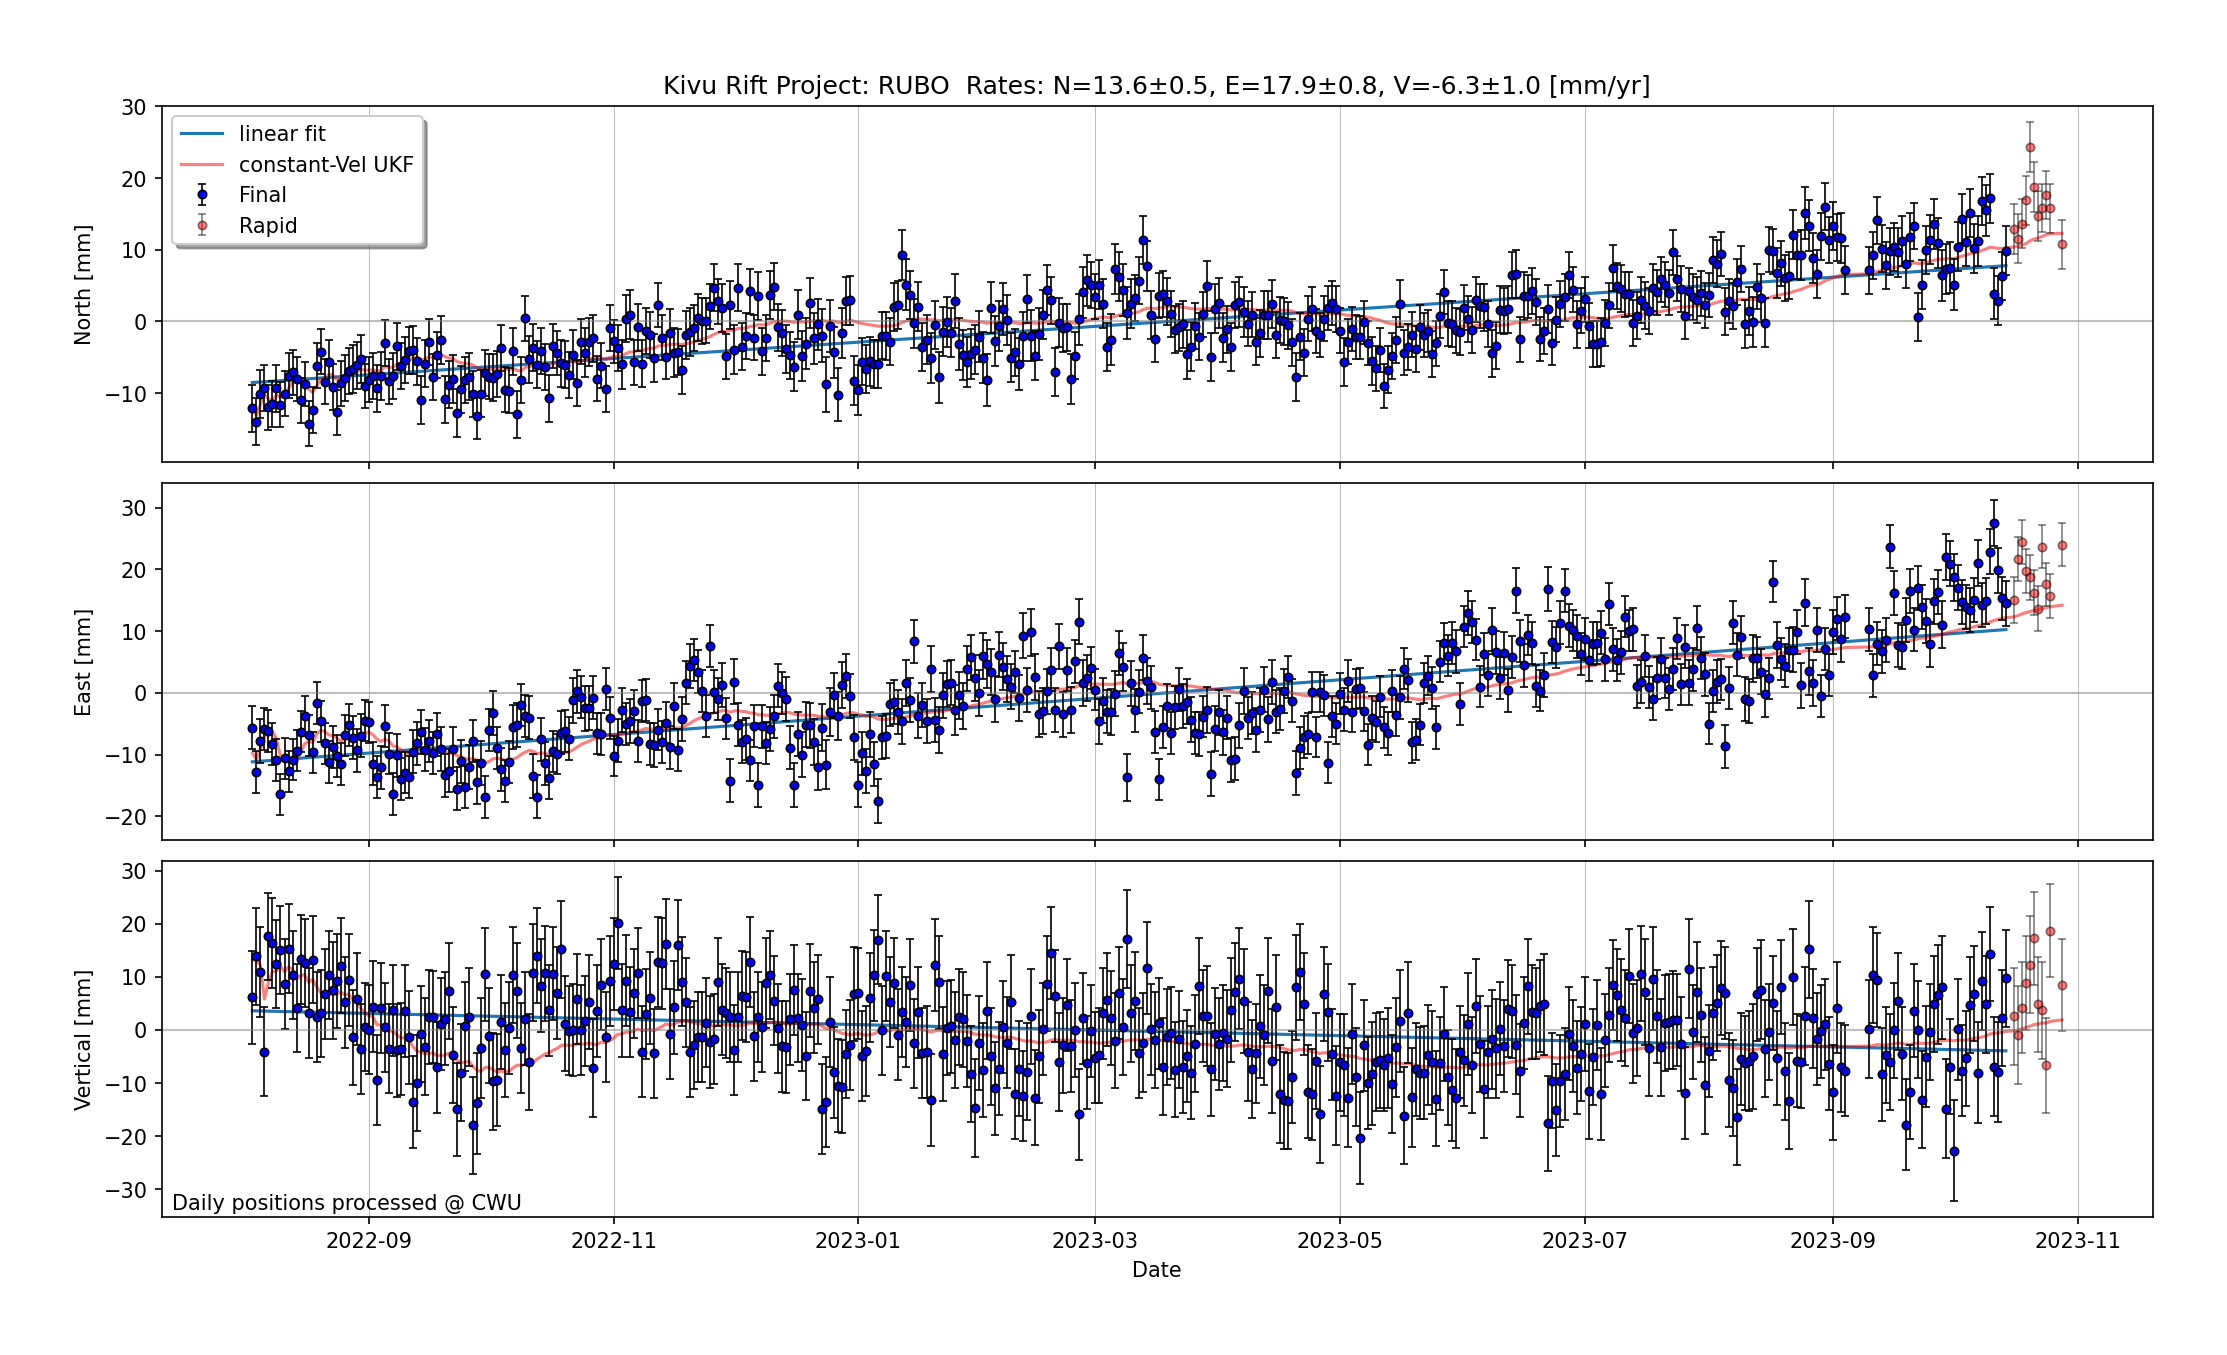 Kivu Rift Project: RUBO  Rates: N=13.6±0.5, E=17.9±0.8, V=-6.3±1.0 [mm/yr]
30
20
10
0
−10
North [mm]
linear fit
constant-Vel UKF
Final
Rapid
30
20
10
0
−10
−20
East [mm]
30
20
10
0
−10
−20
−30
Vertical [mm]
Daily positions processed @ CWU
2022-09 2022-11 2023-01 2023-03 2023-05 2023-07 2023-09 2023-11
Date